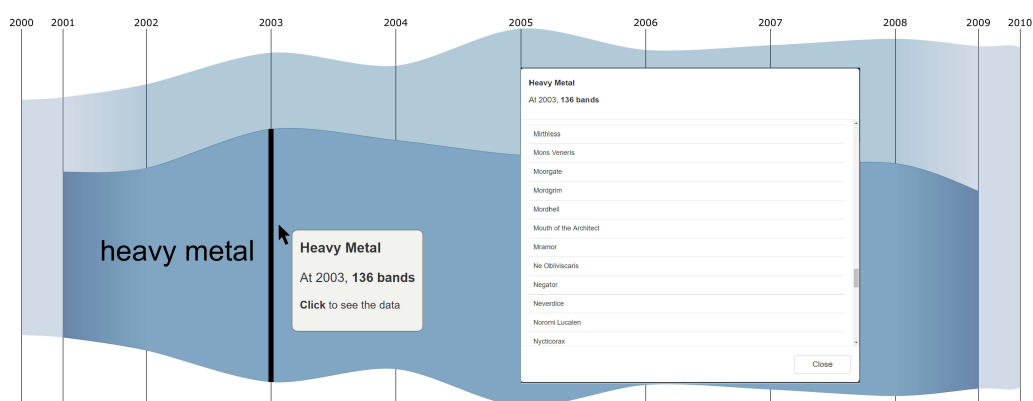 2000 2001 2002 2003 2004 2005 2006 2007 2008 2009 2010
heavy metal
Heavy Metal
At 2003, 136 bands
Click to see the data
Heavy Metal
At 2003, 136 bands
Mirthless
Mons Veneris
Moorgate
Mordgrim
Mordhell
Mouth of the Architect
Mramor
Ne Obliviscaris
Negator
Neverdice
Noromi Lucalen
Nycticorax
Close